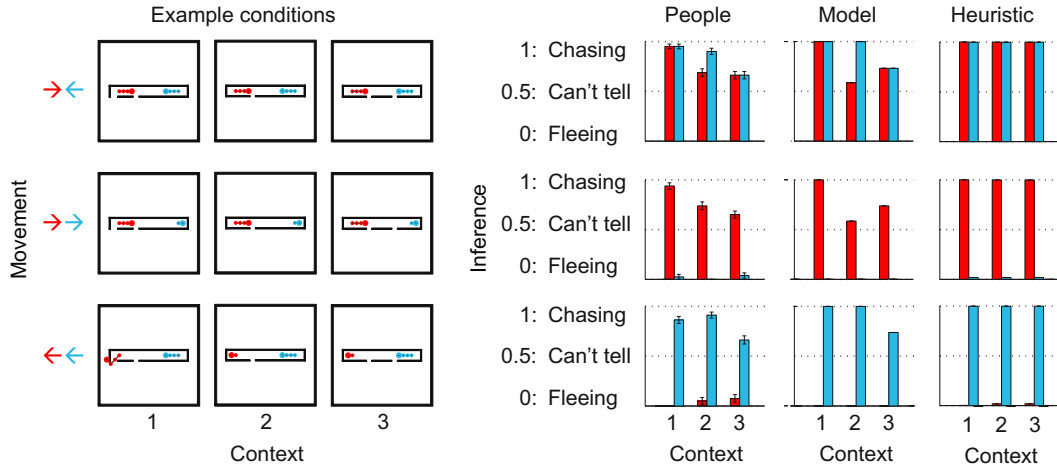 Example conditions
People
Model
Heuristic
Movement
Inference
1: Chasing
0.5: Can't tell
0: Fleeing
1: Chasing
0.5: Can't tell
0: Fleeing
1: Chasing
0.5: Can't tell
0: Fleeing
1 2 3
Context
1 2 3
Context
1 2 3
Context
1 2 3
Context